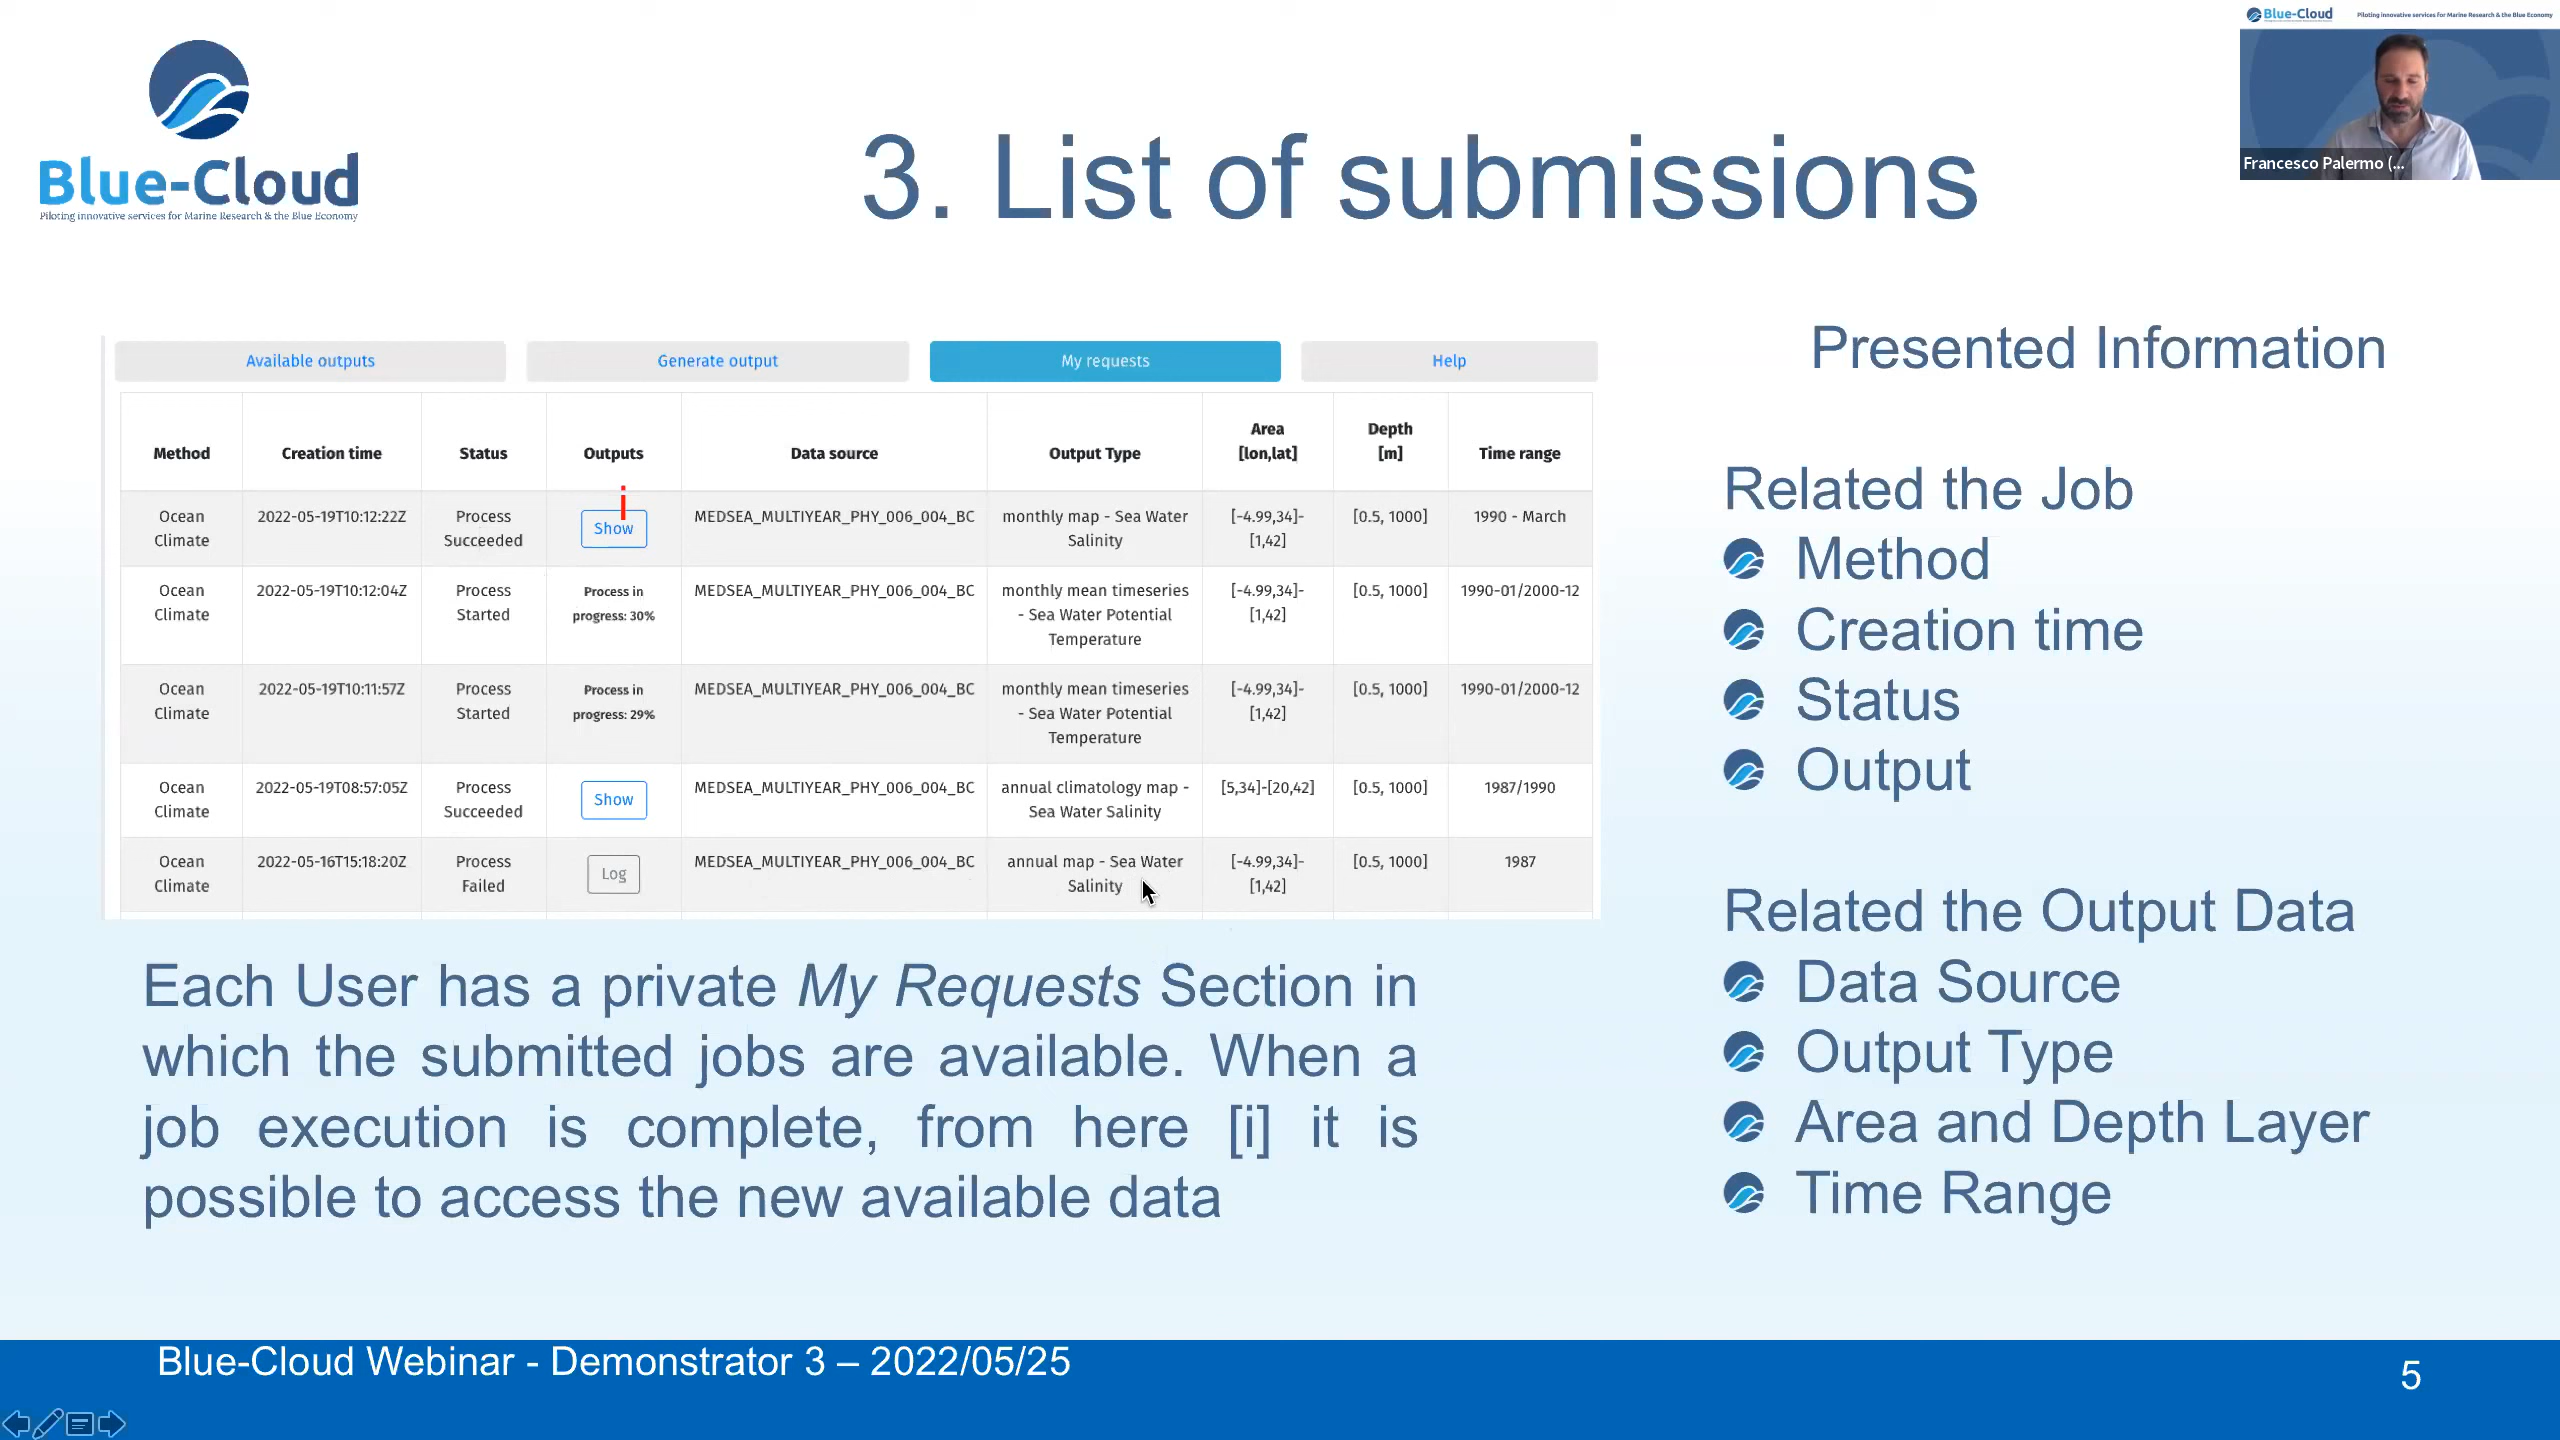 Blue-Cloud
Piloting innovative services for Marine Research & the Blue Economy
Blue-Cloud
Piloting innovative services for Marine Research & the Blue Economy
Francesco Palermo (...
3. List of submissions
Available outputs
Generate output
My requests
Help
Method
Creation time
Status
Outputs
Data source
Output Type
Area
[lon,lat]
Depth
[m]
Time range
i
Ocean
Climate
2022-05-19T10:12:22Z
Process
Succeeded
Show
MEDSEA_MULTIYEAR_PHY_006_004_BC
monthly map - Sea Water
Salinity
[-4.99,34]-
[1,42]
[0.5, 1000]
1990 - March
Ocean
Climate
2022-05-19T10:12:04Z
Process
Started
Process in
progress: 30%
MEDSEA_MULTIYEAR_PHY_006_004_BC
monthly mean timeseries
- Sea Water Potential
Temperature
[-4.99,34]-
[1,42]
[0.5, 1000]
1990-01/2000-12
Ocean
Climate
2022-05-19T10:11:57Z
Process
Started
Process in
progress: 29%
MEDSEA_MULTIYEAR_PHY_006_004_BC
monthly mean timeseries
- Sea Water Potential
Temperature
[-4.99,34]-
[1,42]
[0.5, 1000]
1990-01/2000-12
Ocean
Climate
2022-05-19T08:57:05Z
Process
Succeeded
Show
MEDSEA_MULTIYEAR_PHY_006_004_BC
annual climatology map -
Sea Water Salinity
[5,34]-[20,42]
[0.5, 1000]
1987/1990
Ocean
Climate
2022-05-16T15:18:20Z
Process
Failed
Log
MEDSEA_MULTIYEAR_PHY_006_004_BC
annual map - Sea Water
Salinity
[-4.99,34]-
[1,42]
[0.5, 1000]
1987
Each User has a private My Requests Section in
which the submitted jobs are available. When a
job execution is complete, from here [i] it is
possible to access the new available data
Presented Information
Related the Job
Method
Creation time
Status
Output
Related the Output Data
Data Source
Output Type
Area and Depth Layer
Time Range
Blue-Cloud Webinar - Demonstrator 3 – 2022/05/25
5